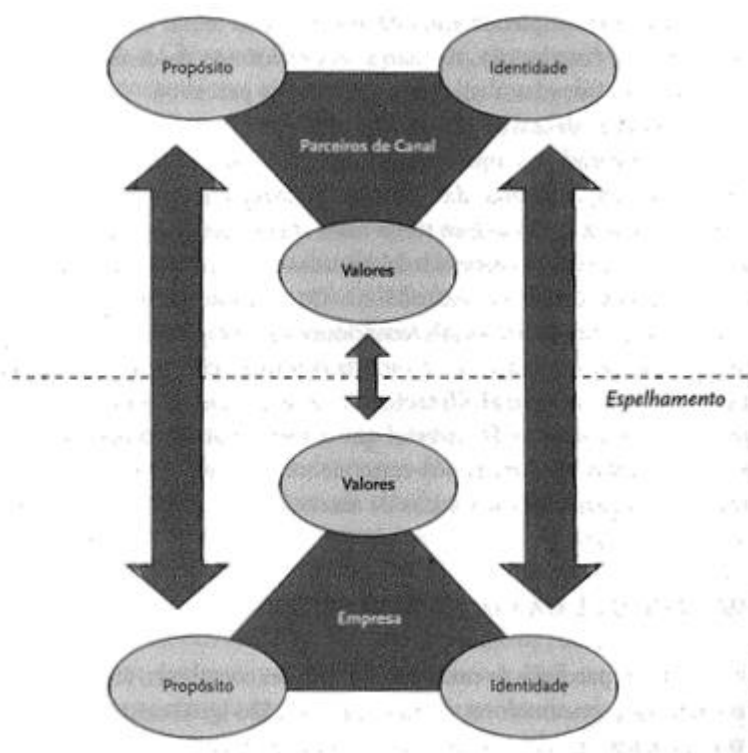 Propósito
Identidade
Parceiros de Canal
Valores
Espelhamento
Valores
Empresa
Propósito
Identidade